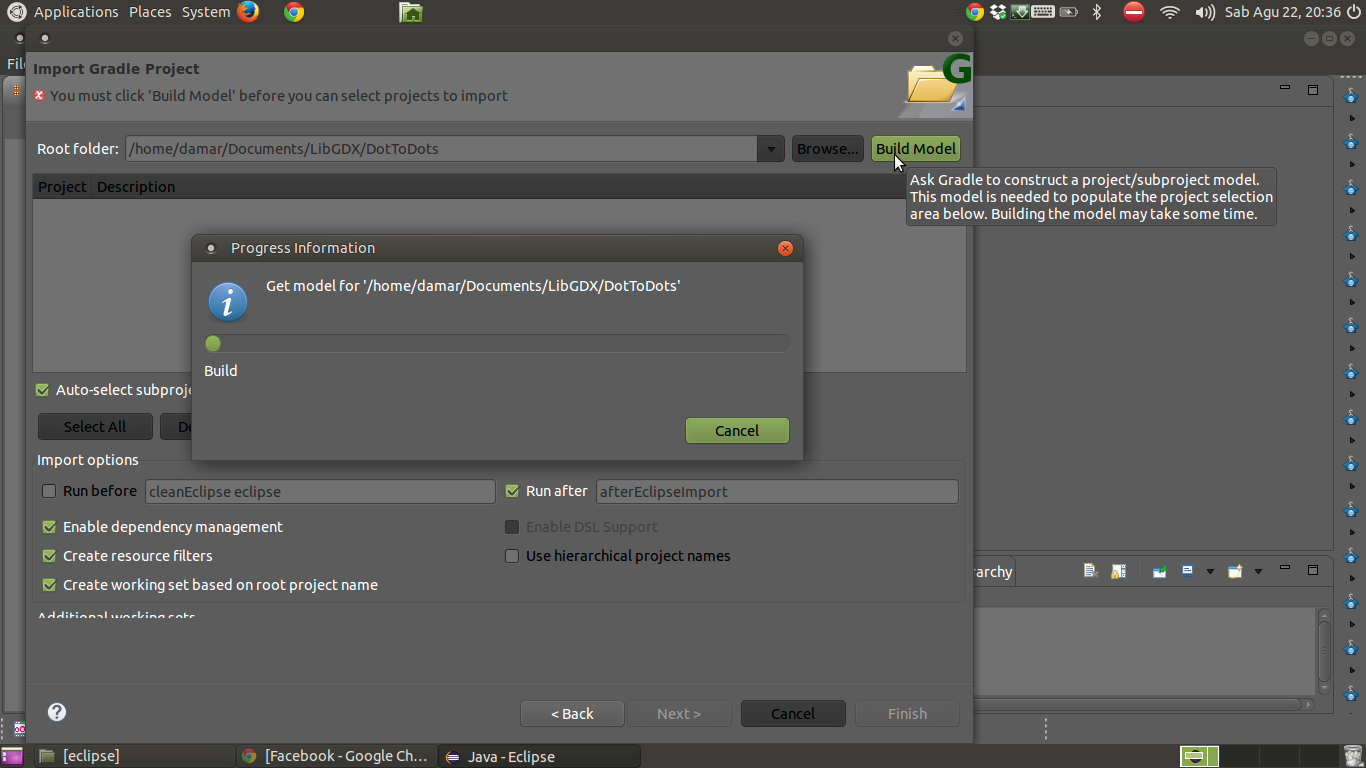 Applications Places System
Sab Agu 22, 20:36
Fil
Import Gradle Project
You must click 'Build Model' before you can select projects to import
G
Root folder: /home/damar/Documents/LibGDX/DotToDots Browse... Build Model
Project Description
Ask Gradle to construct a project/subproject model.
This model is needed to populate the project selection
area below. Building the model may take some time.
Progress Information
Get model for '/home/damar/Documents/LibGDX/DotToDots'
Build
Cancel
Auto-select subproje
Select All De
Import options
Run before cleanEclipse eclipse Run after afterEclipseImport
Enable dependency management Enable DSL Support
Create resource filters Use hierarchical project names
Create working set based on root project name
Additional working sets
rarchy
? < Back Next > Cancel Finish
[eclipse] [Facebook - Google Ch... Java - Eclipse